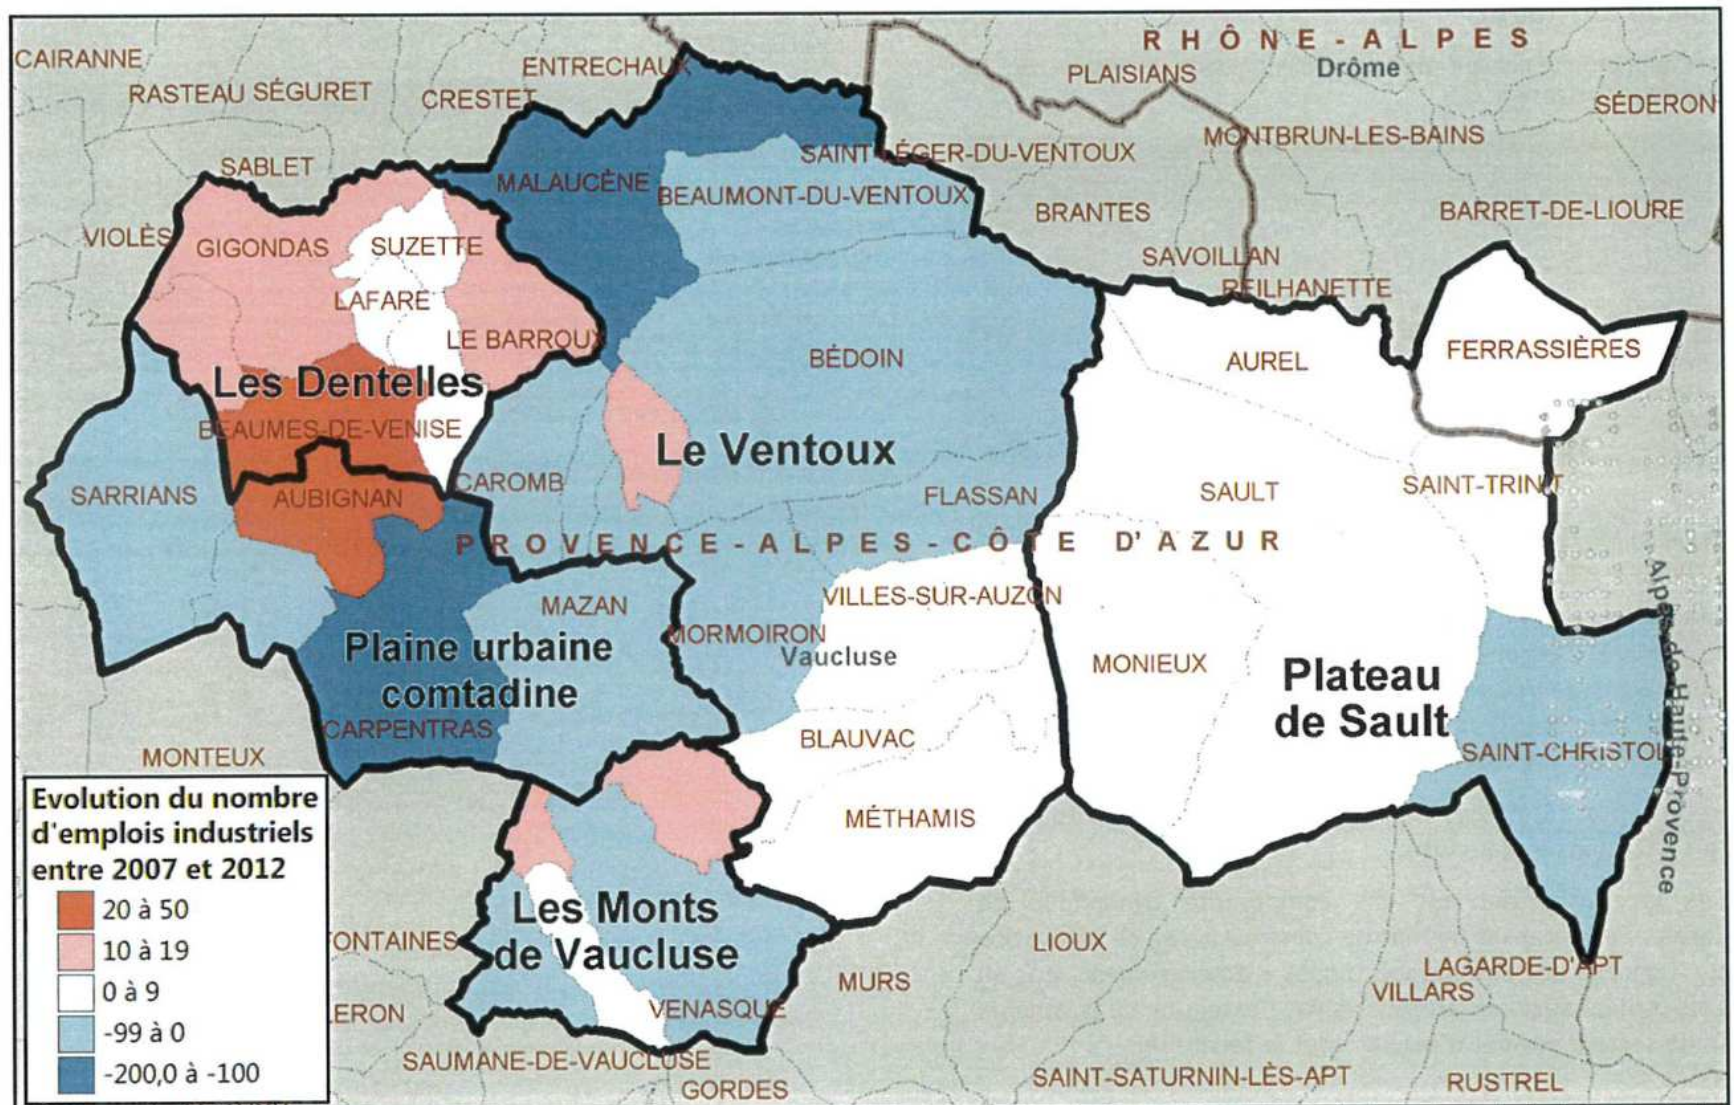 RHÔNE-ALPES
CAIRANNE
ENTRECHAUX
PLAISIANS
Drôme
RASTEAU SÉGURET
CRESTET
SÉDERON
MONTBRUN-LES-BAINS
SABLET
SAINT-LÉGER-DU-VENTOUX
MALAUCÈNE
BEAUMONT-DU-VENTOUX
BRANTES
BARRET-DE-LIOURE
VIOLÈS
GIGONDAS
SUZETTE
SAVOILLAN
REILHANETTE
LAFARE
LE BARROUX
BÉDOIN
AUREL
FERRASSIÈRES
Les Dentelles
BEAUMES-DE-VENISE
Le Ventoux
SARRIANS
AUBIGNAN
CAROMB
FLASSAN
SAULT
SAINT-TRINIT
PROVENCE-ALPES-CÔTE D'AZUR
MAZAN
VILLES-SUR-AUZON
Plaine urbaine
comtadine
MORMOIRON
Vaucluse
MONIEUX
Plateau
de Sault
Alpes-de-Haute-Provence
CARPENTRAS
BLAUVAC
SAINT-CHRISTOL
MONTEUX
MÉTHAMIS
Evolution du nombre
d'emplois industriels
entre 2007 et 2012
20 à 50
10 à 19
0 à 9
-99 à 0
-200,0 à -100
Les Monts
de Vaucluse
ONTAINES
LIOUX
MURS
LAGARDE-D'APT
VILLARS
LERON
VENASQUE
SAUMANE-DE-VAUCLUSE
GORDES
SAINT-SATURNIN-LÈS-APT
RUSTREL